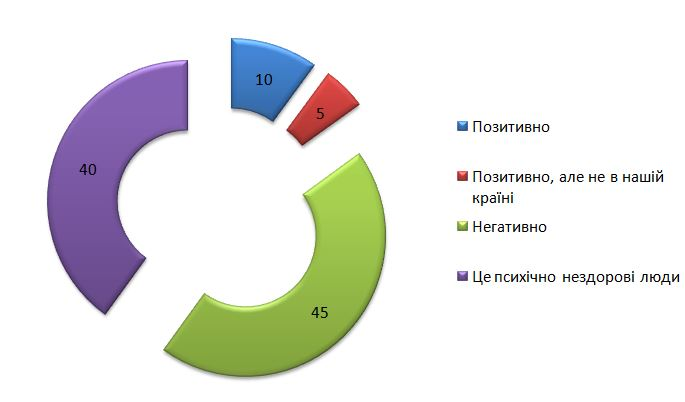 10
5
40
45
Позитивно
Позитивно, але не в нашій
країні
Негативно
Це психічно нездорові люди